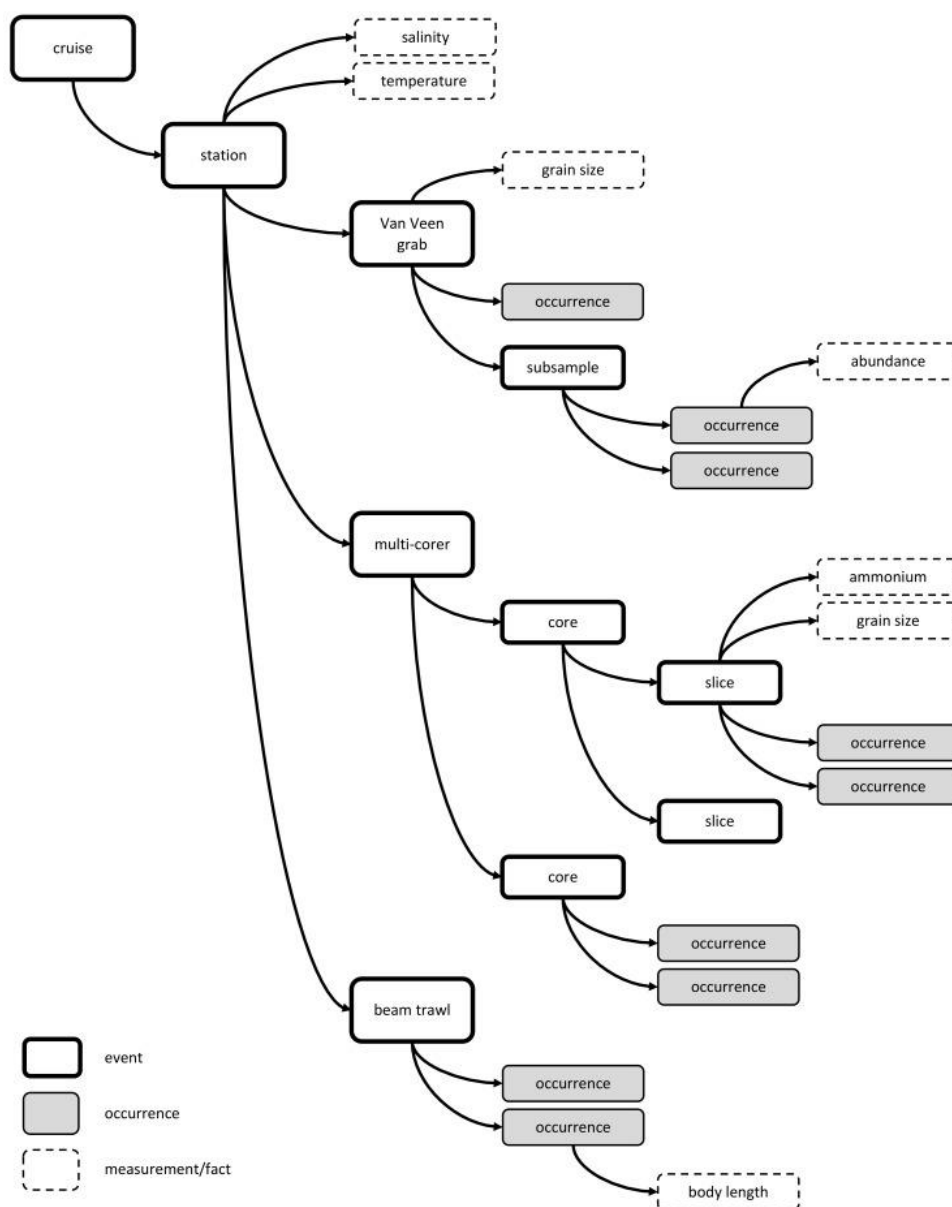 cruise
salinity
temperature
station
grain size
Van Veen
grab
occurrence
subsample
abundance
occurrence
occurrence
multi-corer
ammonium
core
grain size
slice
occurrence
occurrence
slice
core
occurrence
occurrence
beam trawl
event
occurrence
occurrence
occurrence
measurement/fact
body length